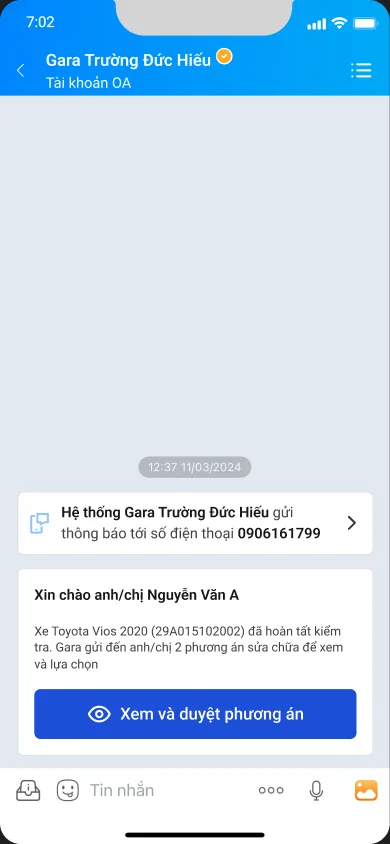 7:02
Gara Trường Đức Hiếu
Tài khoản OA
12:37 11/03/2024
Hệ thống Gara Trường Đức Hiếu gửi
thông báo tới số điện thoại 0906161799
Xin chào anh/chị Nguyễn Văn A
Xe Toyota Vios 2020 (29A015102002) đã hoàn tất kiểm
tra. Gara gửi đến anh/chị 2 phương án sửa chữa để xem
và lựa chọn
Xem và duyệt phương án
Tin nhắn